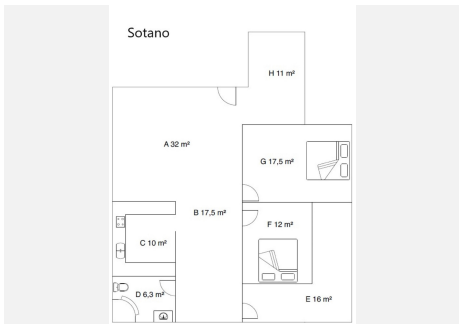 Sotano
H 11 m²
A 32 m²
G 17,5 m²
B 17,5 m²
F 12 m²
C 10 m²
D 6,3 m²
E 16 m²